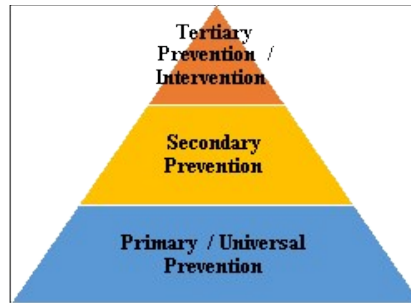 Tertiary
Prevention /
Intervention
Secondary
Prevention
Primary / Universal
Prevention